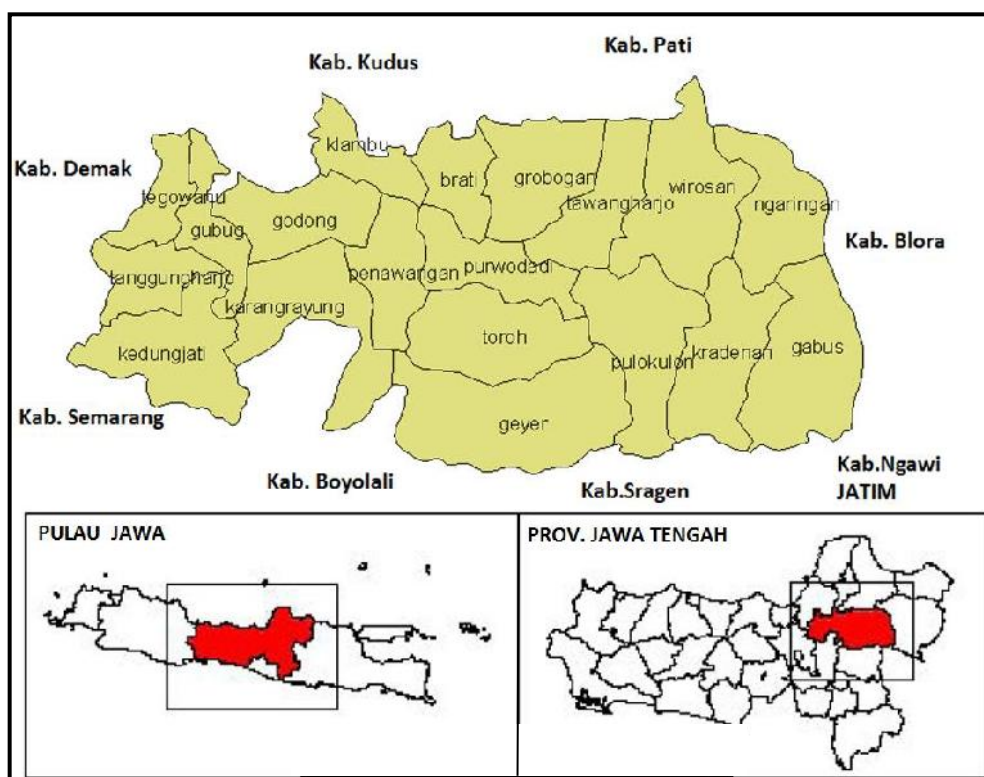 Kab. Pati
Kab. Kudus
klambu
Kab. Demak
brati
grobogan
wirosan
tegowanu
tawangharjo
ngaringan
gubug
godong
Kab. Blora
tanggungharjo
penawangan
purwodadi
karangrayung
toroh
kedungjati
pulokulon
kradenan
gabus
Kab. Semarang
geyer
Kab. Boyolali
Kab.Sragen
Kab.Ngawi
JATIM
PULAU JAWA
PROV. JAWA TENGAH